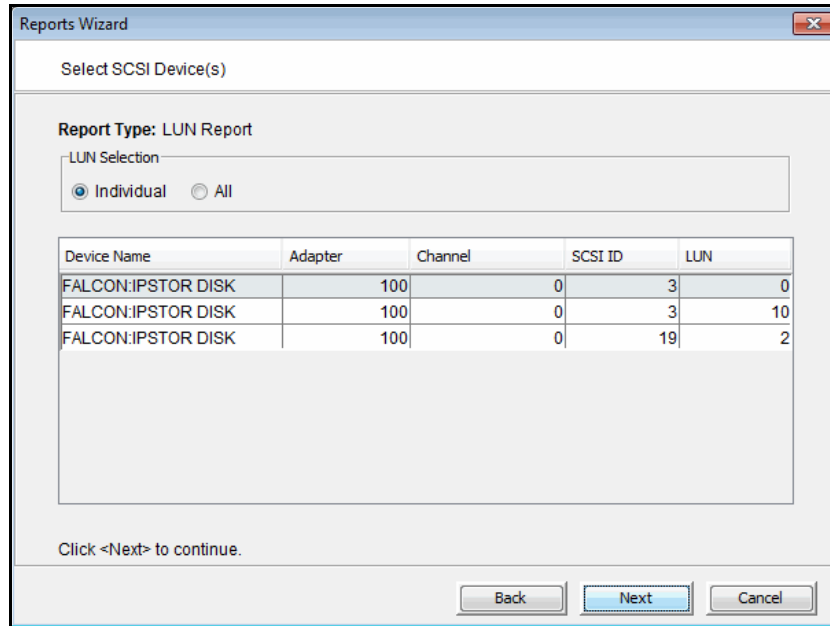 Reports Wizard
Select SCSI Device(s)
Report Type: LUN Report
LUN Selection
Individual All
Device Name Adapter Channel SCSI ID LUN
FALCON:IPSTOR DISK 100 0 3 0
FALCON:IPSTOR DISK 100 0 3 10
FALCON:IPSTOR DISK 100 0 19 2
Click <Next> to continue.
Back Next Cancel